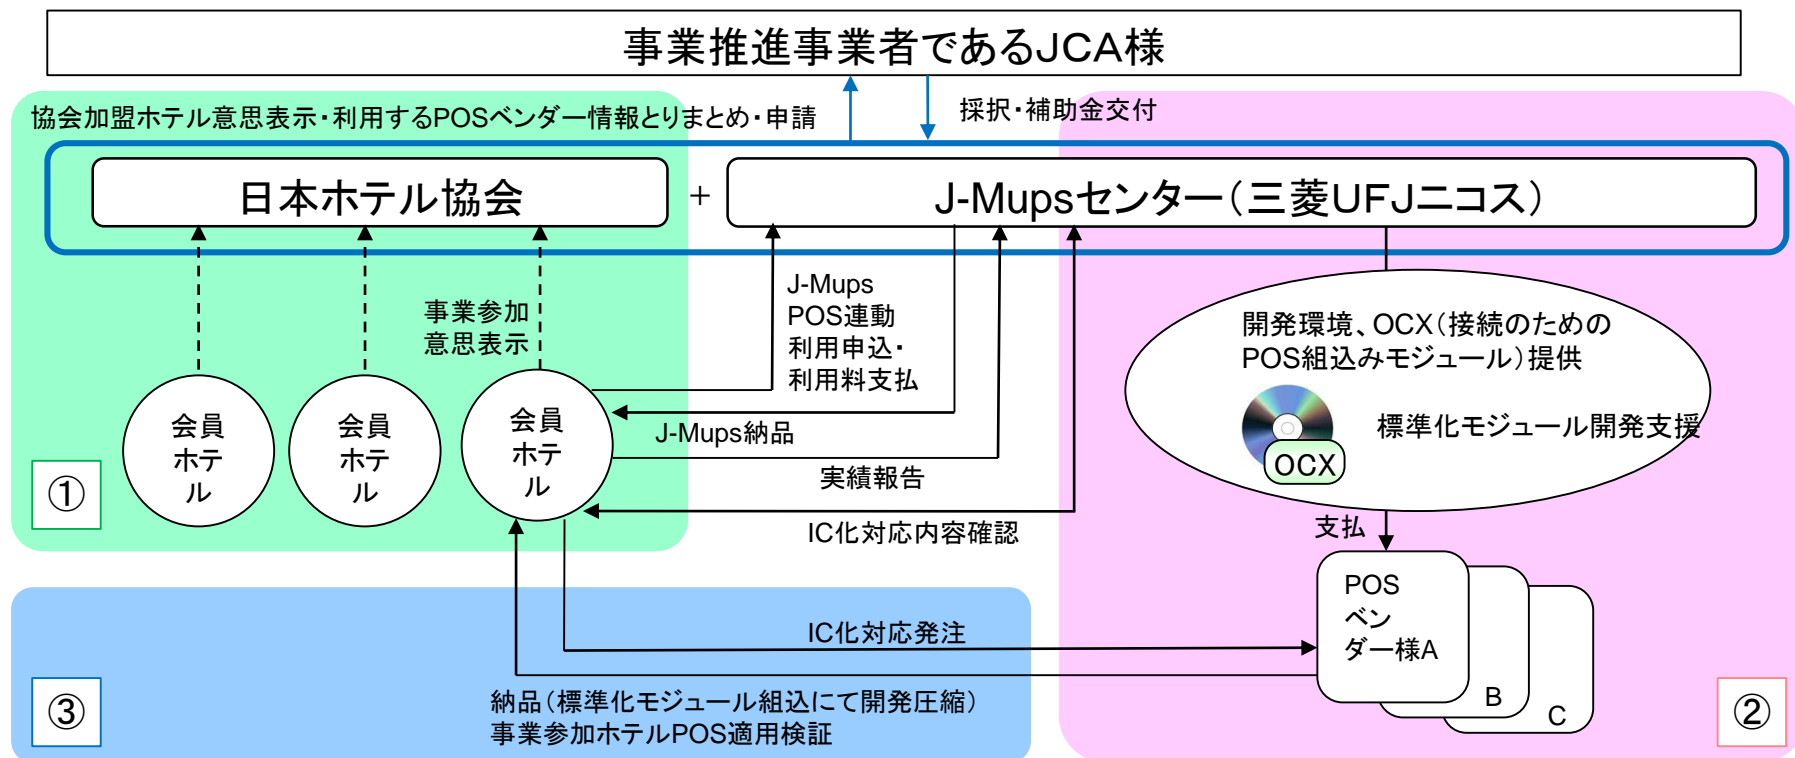 事業推進事業者であるJCA様
協会加盟ホテル意思表示・利用するPOSベンダー情報とりまとめ・申請
採択・補助金交付
日本ホテル協会
+
J-Mupsセンター(三菱UFJニコス)
事業参加
意思表示
J-Mups
POS連動
利用申込・
利用料支払
開発環境、OCX(接続のための
POS組込みモジュール)提供
標準化モジュール開発支援
OCX
会員
ホテ
ル
会員
ホテ
ル
会員
ホテ
ル
J-Mups納品
実績報告
IC化対応内容確認
①
支払
POS
ベン
ダー様A
B
C
IC化対応発注
納品(標準化モジュール組込にて開発圧縮)
事業参加ホテルPOS適用検証
③
②